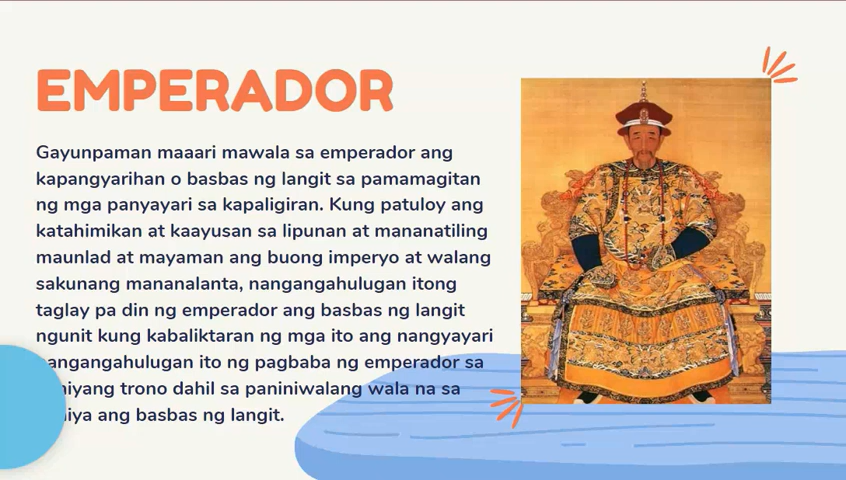 EMPERADOR
Gayunpaman maaari mawala sa emperador ang
kapangyarihan o basbas ng langit sa pamamagitan
ng mga panyayari sa kapaligiran. Kung patuloy ang
katahimikan at kaayusan sa lipunan at mananatiling
maunlad at mayaman ang buong imperyo at walang
sakunang mananalanta, nangangahulugan itong
taglay pa din ng emperador ang basbas ng langit
ngunit kung kabaliktaran ng mga ito ang nangyayari
nangangahulugan ito ng pagbaba ng emperador sa
trono dahil sa paniniwalang wala na sa
ang basbas ng langit.